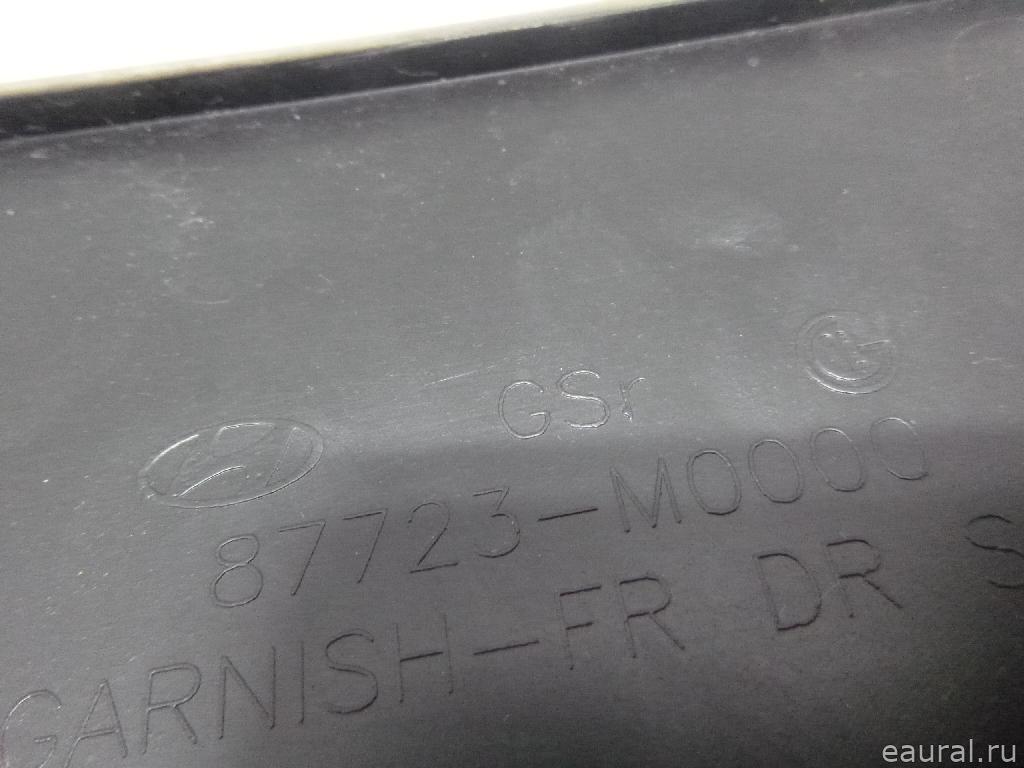 GSr
87723-M0000
GARNISH-FR DR S
eaural.ru